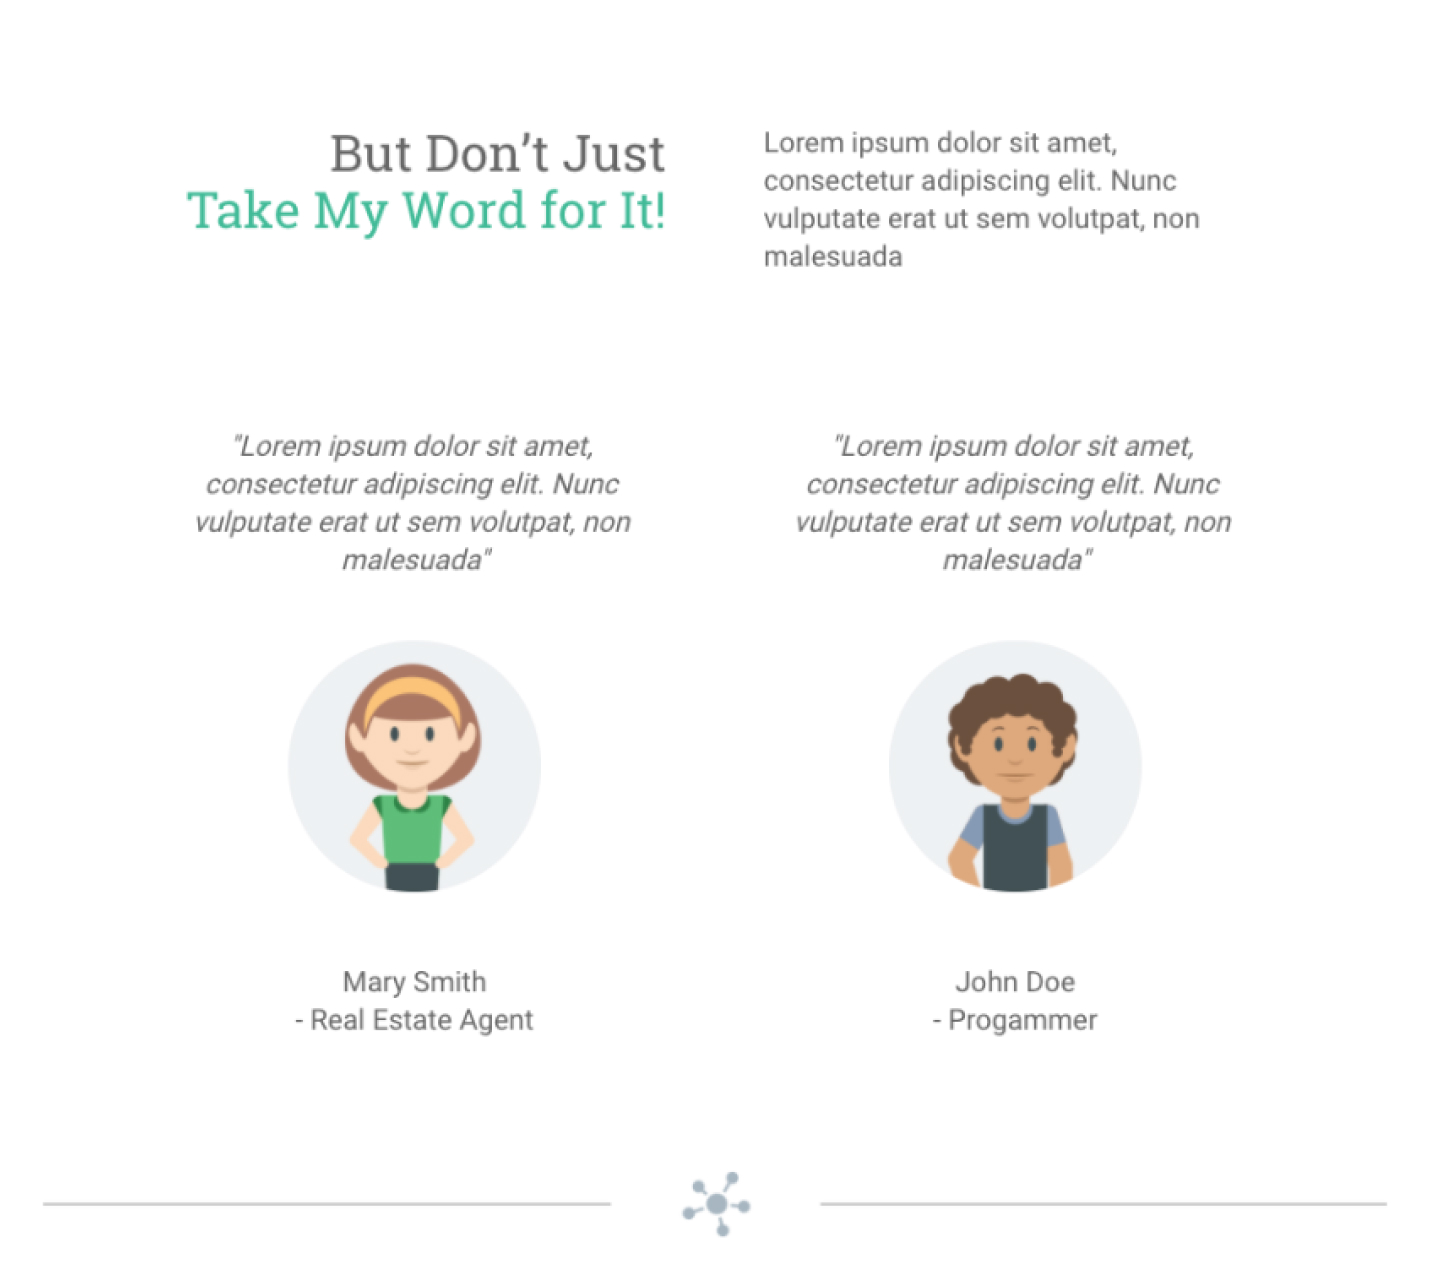 But Don’t Just
Take My Word for It!
Lorem ipsum dolor sit amet,
consectetur adipiscing elit. Nunc
vulputate erat ut sem volutpat, non
malesuada
"Lorem ipsum dolor sit amet,
consectetur adipiscing elit. Nunc
vulputate erat ut sem volutpat, non
malesuada"
Mary Smith
- Real Estate Agent
"Lorem ipsum dolor sit amet,
consectetur adipiscing elit. Nunc
vulputate erat ut sem volutpat, non
malesuada"
John Doe
- Progammer